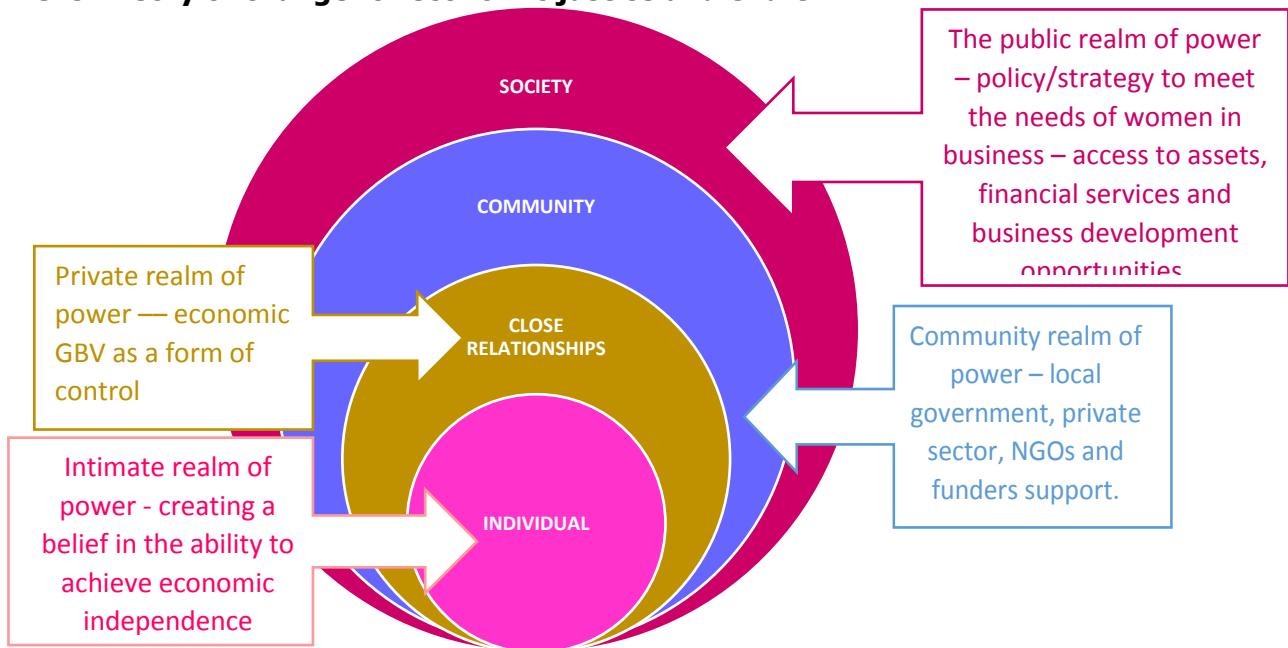 SOCIETY
The public realm of power
– policy/strategy to meet
the needs of women in
business – access to assets,
financial services and
business development
opportunities
COMMUNITY
Private realm of
power –– economic
GBV as a form of
control
CLOSE
RELATIONSHIPS
Community realm of
power – local
government, private
sector, NGOs and
funders support.
Intimate realm of
power - creating a
belief in the ability to
achieve economic
independence
INDIVIDUAL